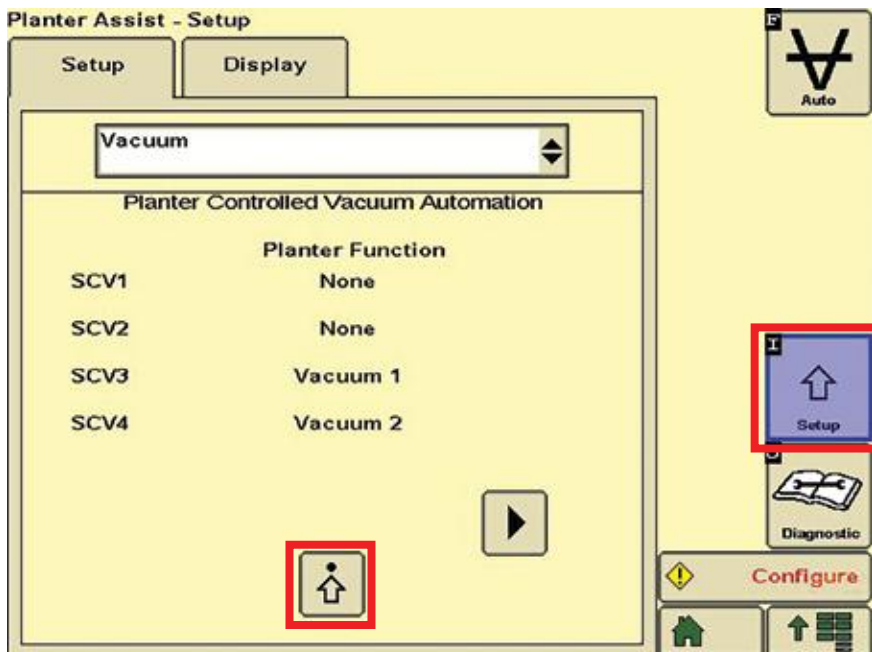 Planter Assist - Setup
Setup
Display
Vacuum
Planter Controlled Vacuum Automation
Planter Function
SCV1 None
SCV2 None
SCV3 Vacuum 1
SCV4 Vacuum 2
F
Auto
I
Setup
Diagnostic
Configure